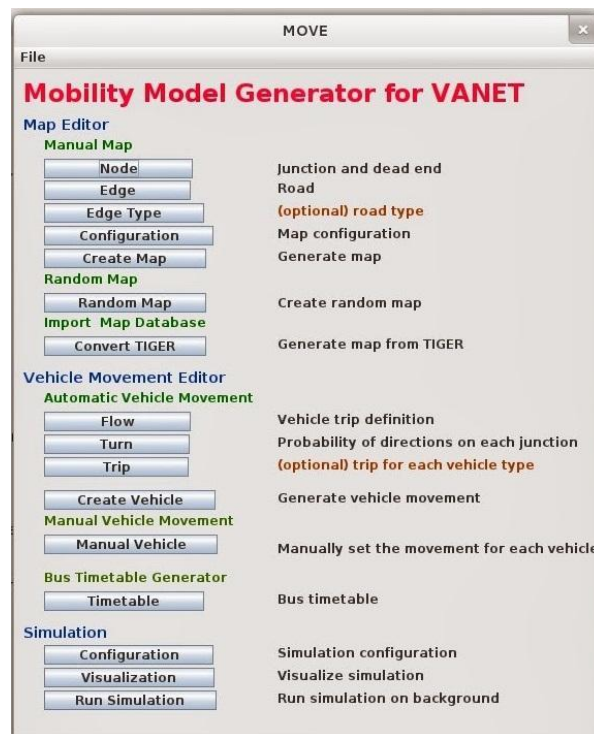 MOVE
File
Mobility Model Generator for VANET
Map Editor
Manual Map
Node Junction and dead end
Edge Road
Edge Type (optional) road type
Configuration Map configuration
Create Map Generate map
Random Map
Random Map Create random map
Import Map Database
Convert TIGER Generate map from TIGER
Vehicle Movement Editor
Automatic Vehicle Movement
Flow Vehicle trip definition
Turn Probability of directions on each junction
Trip (optional) trip for each vehicle type
Create Vehicle Generate vehicle movement
Manual Vehicle Movement
Manual Vehicle Manually set the movement for each vehicle
Bus Timetable Generator
Timetable Bus timetable
Simulation
Configuration Simulation configuration
Visualization Visualize simulation
Run Simulation Run simulation on background